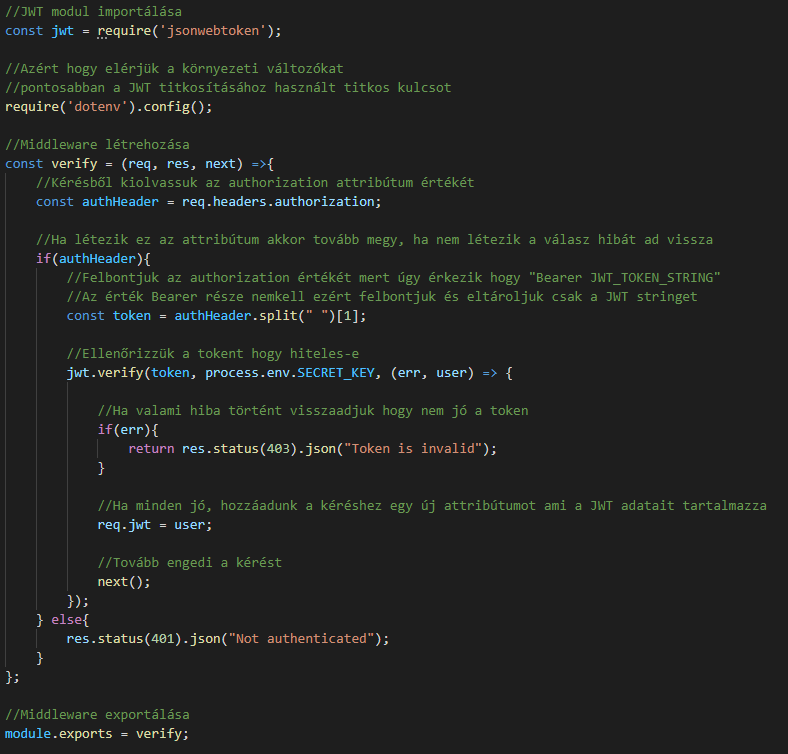 //JWT modul importálása
const jwt = require('jsonwebtoken');
//Azért hogy elérjük a környezeti változókat
//pontosabban a JWT titkosításához használt titkos kulcsot
require('dotenv').config();
//Middleware létrehozása
const verify = (req, res, next) =>{
//Kérésből kiolvassuk az authorization attribútum értékét
const authHeader = req.headers.authorization;
//Ha létezik ez az attribútum akkor tovább megy, ha nem létezik a válasz hibát ad vissza
if(authHeader){
//Felbontjuk az authorization értékét mert úgy érkezik hogy "Bearer JWT_TOKEN_STRING"
//Az érték Bearer része nemkell ezért felbontjuk és eltároljuk csak a JWT stringet
const token = authHeader.split(" ")[1];
//Ellenőrizzük a tokent hogy hiteles-e
jwt.verify(token, process.env.SECRET_KEY, (err, user) => {
//Ha valami hiba történt visszaadjuk hogy nem jó a token
if(err){
return res.status(403).json("Token is invalid");
}
//Ha minden jó, hozzáadunk a kéréshez egy új attribútumot ami a JWT adatait tartalmazza
req.jwt = user;
//Tovább engedi a kérést
next();
});
} else{
res.status(401).json("Not authenticated");
}
};
//Middleware exportálása
module.exports = verify;